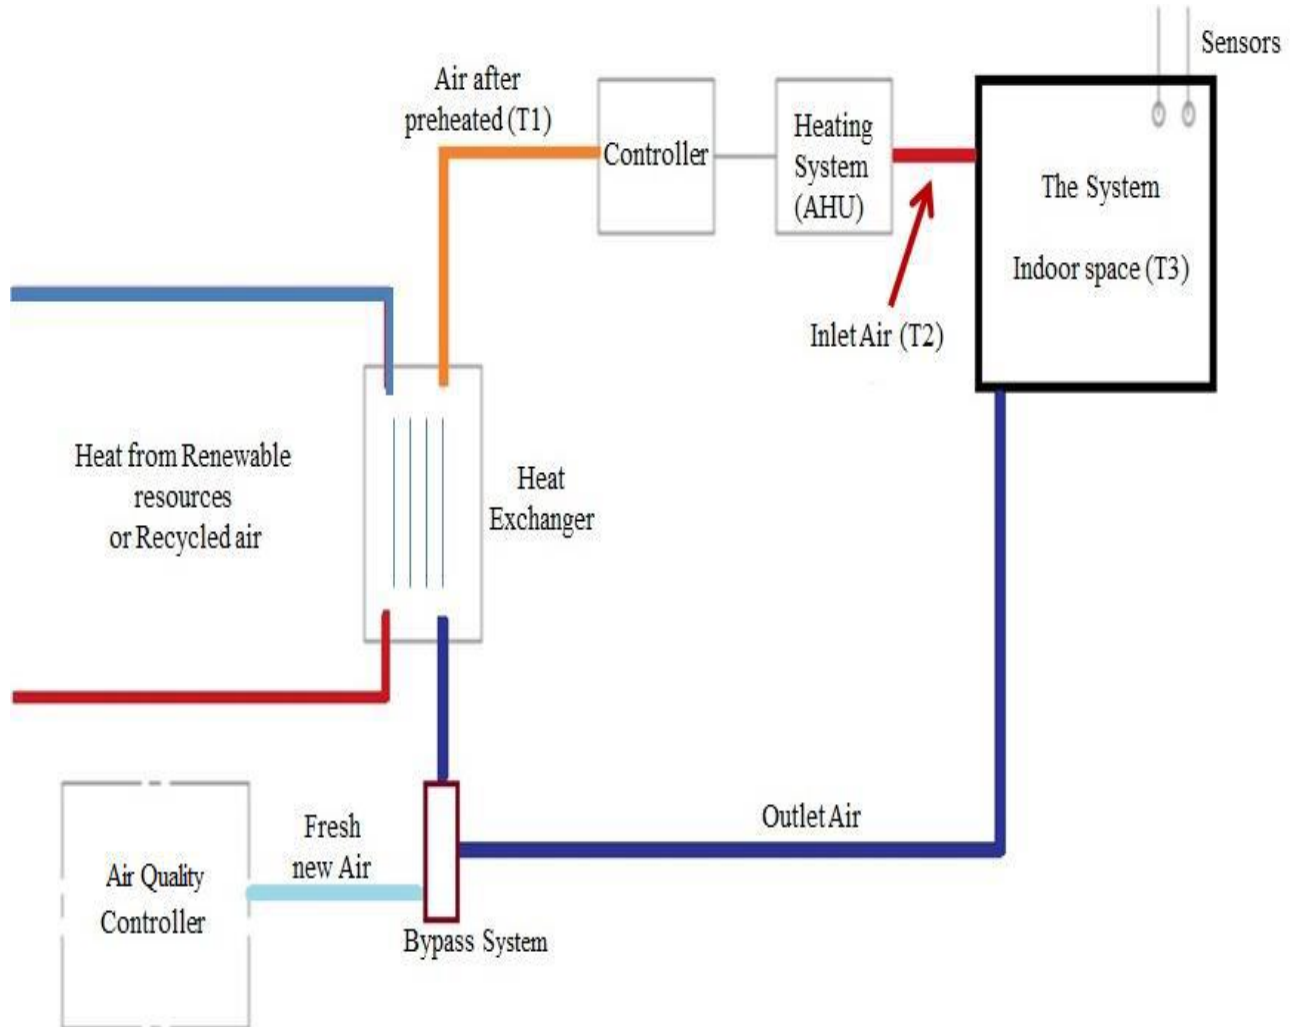 Sensors
Air after
preheated (T1)
Controller
Heating
System
(AHU)
The System
Indoor space (T3)
Inlet Air (T2)
Heat from Renewable
resources
or Recycled air
Heat
Exchanger
Outlet Air
Fresh
new Air
Air Quality
Controller
Bypass System